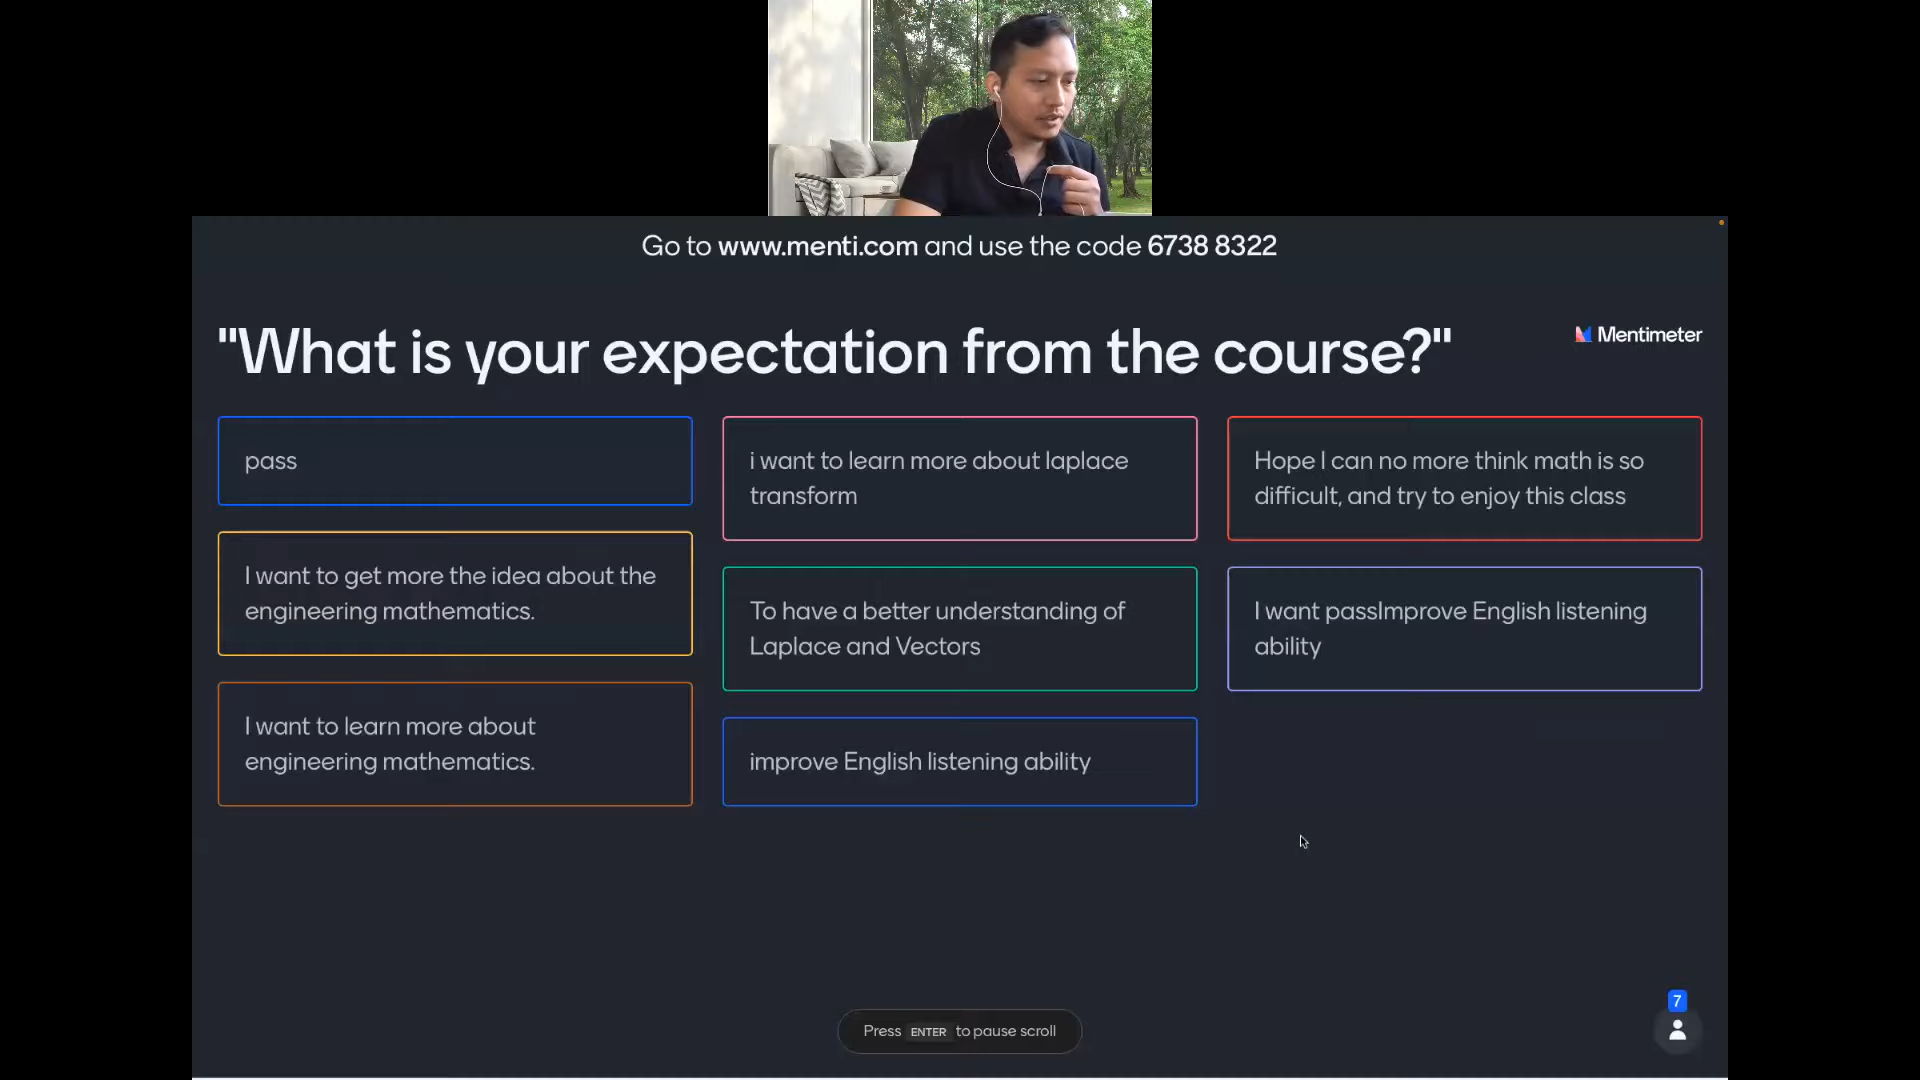 Go to www.menti.com and use the code 6738 8322
"What is your expectation from the course?"
Mentimeter
pass
I want to get more the idea about the
engineering mathematics.
I want to learn more about
engineering mathematics.
i want to learn more about laplace
transform
To have a better understanding of
Laplace and Vectors
improve English listening ability
Hope I can no more think math is so
difficult, and try to enjoy this class
I want passImprove English listening
ability
7
Press ENTER to pause scroll